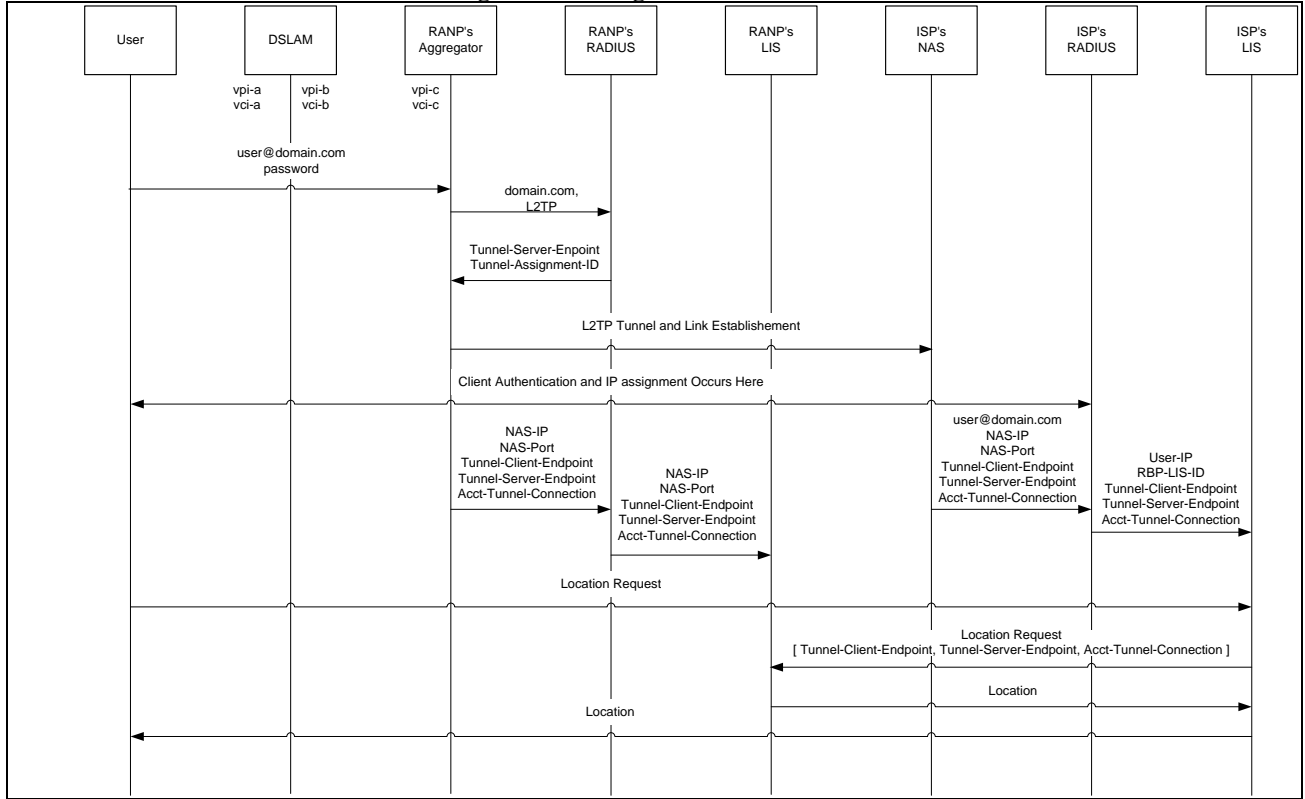 User
DSLAM
RANP's
Aggregator
RANP's
RADIUS
RANP's
LIS
ISP's
NAS
ISP's
RADIUS
ISP's
LIS
vpi-a
vci-a
vpi-b
vci-b
vpi-c
vci-c
user@domain.com
password
domain.com,
L2TP
Tunnel-Server-Enpoint
Tunnel-Assignment-ID
L2TP Tunnel and Link Establishement
Client Authentication and IP assignment Occurs Here
NAS-IP
NAS-Port
Tunnel-Client-Endpoint
Tunnel-Server-Endpoint
Acct-Tunnel-Connection
NAS-IP
NAS-Port
Tunnel-Client-Endpoint
Tunnel-Server-Endpoint
Acct-Tunnel-Connection
user@domain.com
NAS-IP
NAS-Port
Tunnel-Client-Endpoint
Tunnel-Server-Endpoint
Acct-Tunnel-Connection
User-IP
RBP-LIS-ID
Tunnel-Client-Endpoint
Tunnel-Server-Endpoint
Acct-Tunnel-Connection
Location Request
Location Request
[ Tunnel-Client-Endpoint, Tunnel-Server-Endpoint, Acct-Tunnel-Connection ]
Location
Location